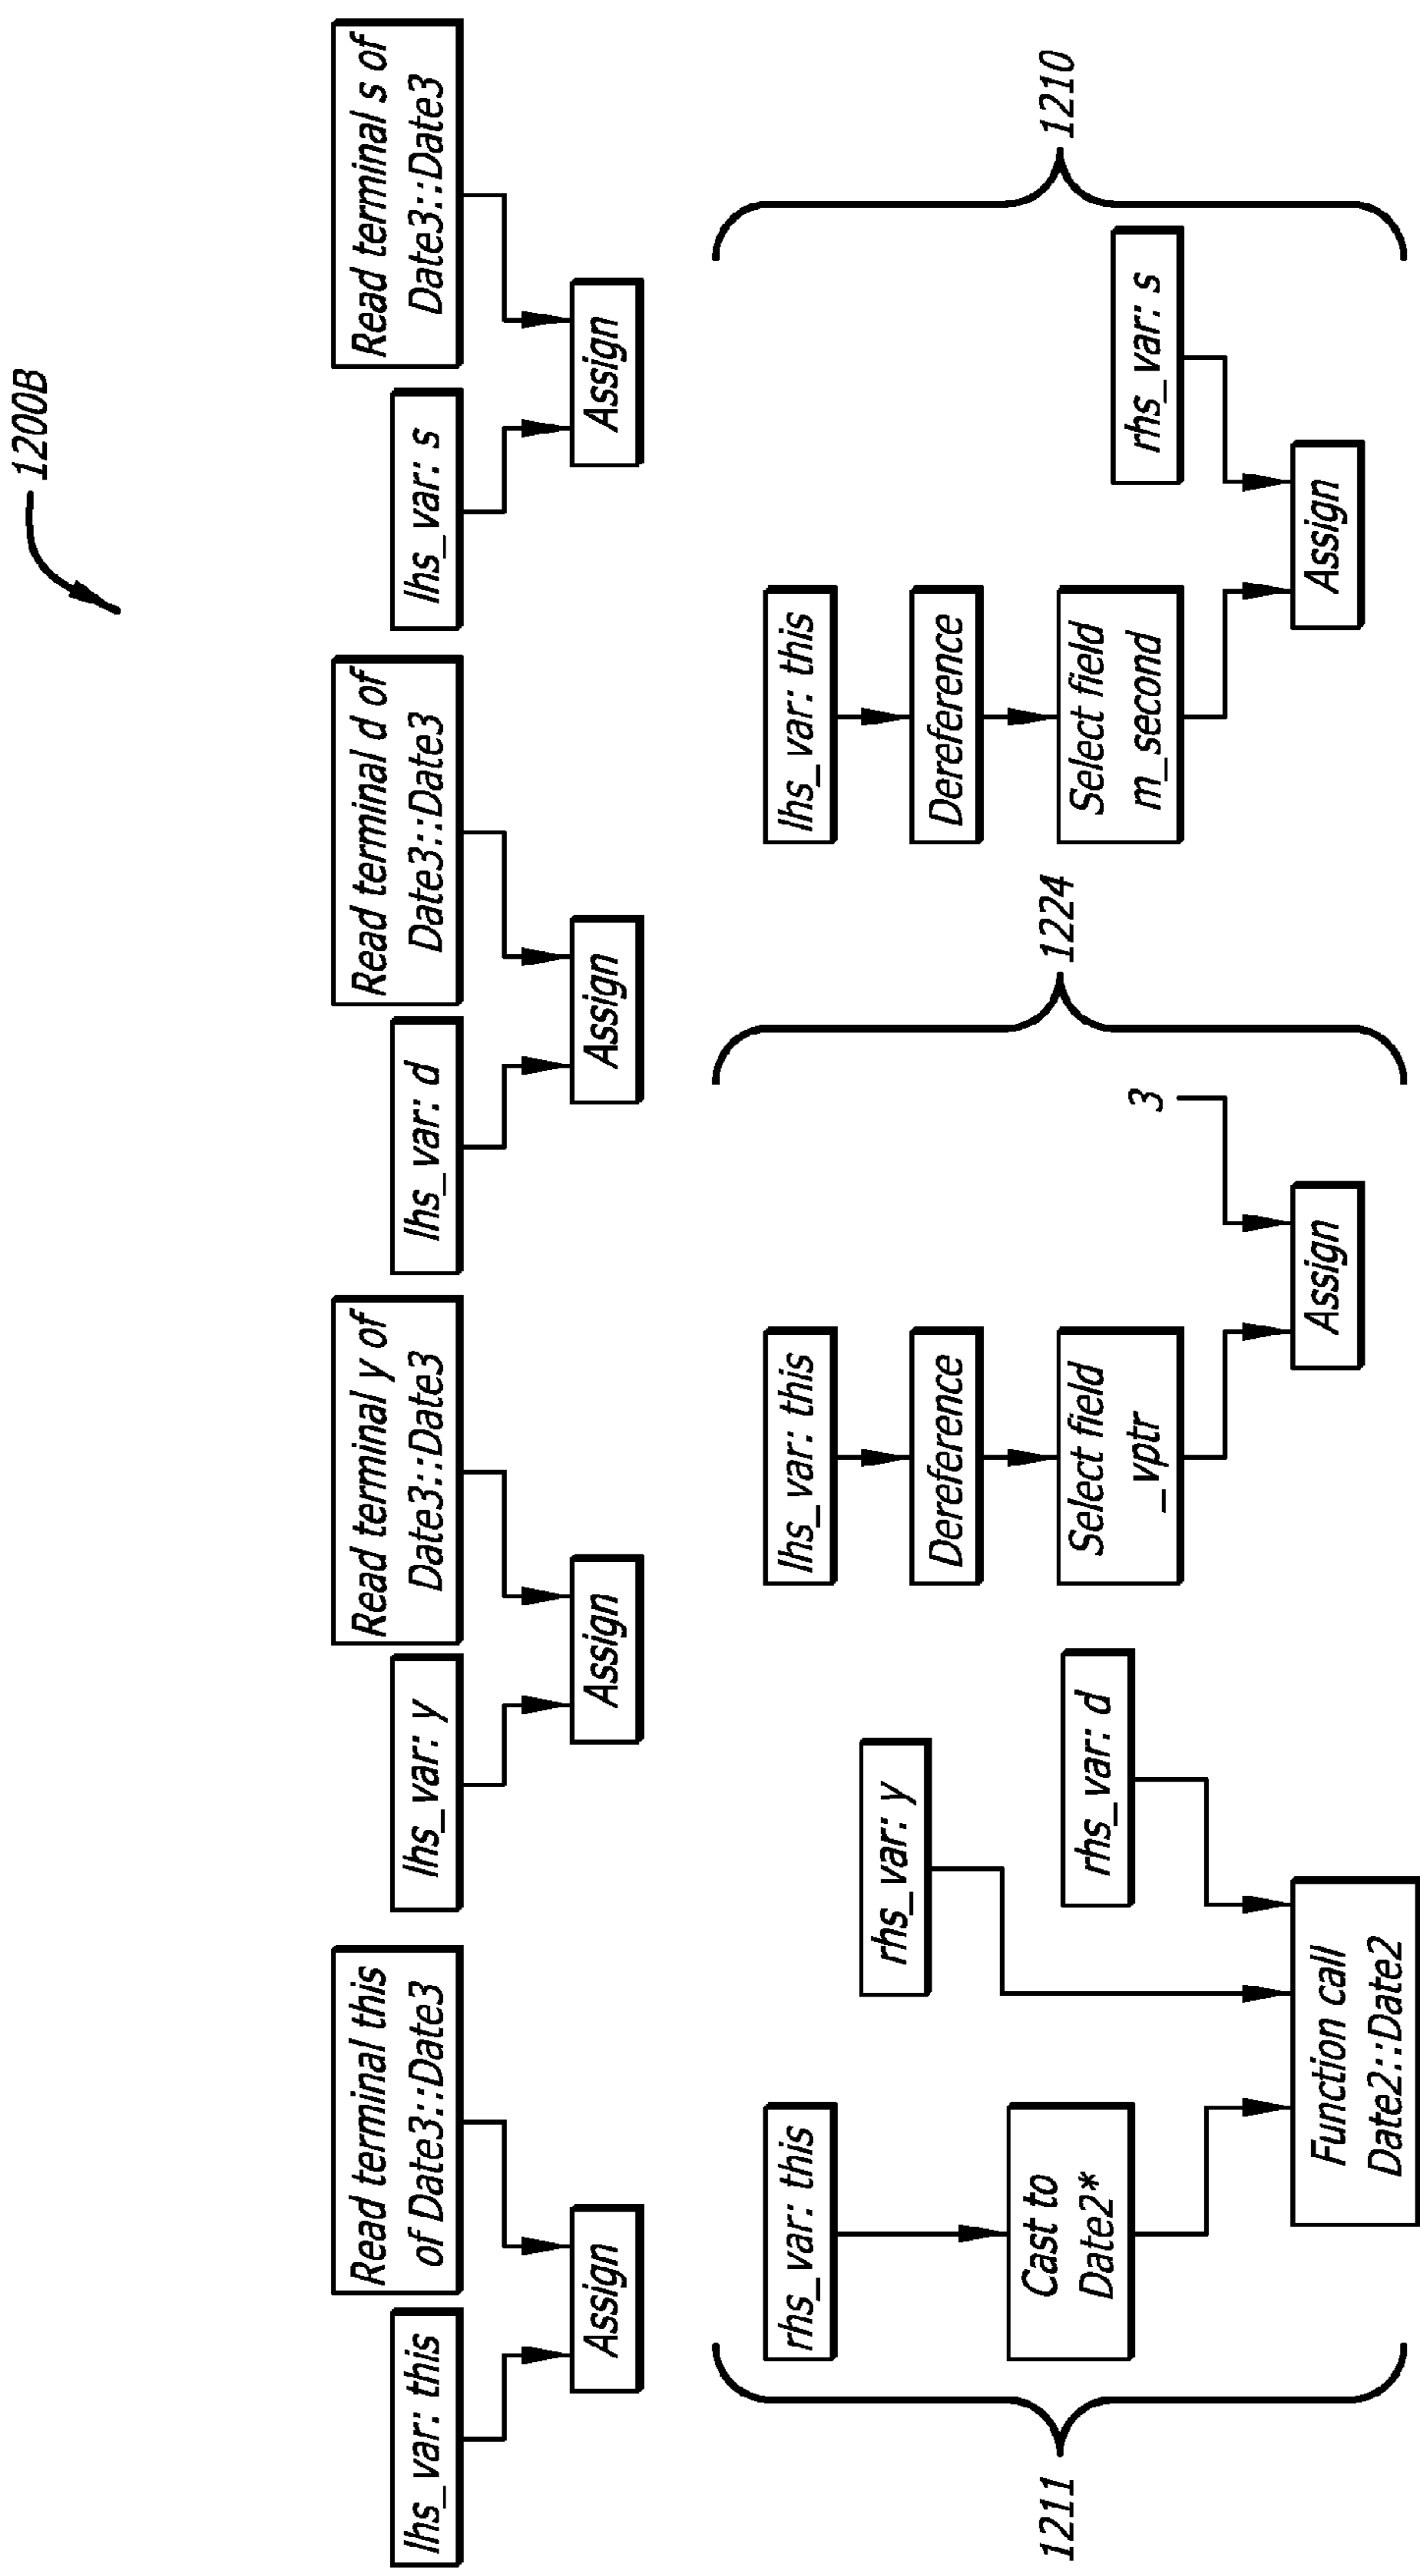 1200B
lhs_var: this
Read terminal this
of Date3::Date3
Assign
lhs_var: y
Read terminal y of
Date3::Date3
Assign
lhs_var: d
Read terminal d of
Date3::Date3
Assign
lhs_var: s
Read terminal s of
Date3::Date3
Assign
1211
rhs_var: this
Cast to
Date2*
rhs_var: y
rhs_var: d
Function call
Date2::Date2
lhs_var: this
Dereference
Select field
_vptr
3
Assign
1224
lhs_var: this
Dereference
Select field
m_second
rhs_var: s
Assign
1210